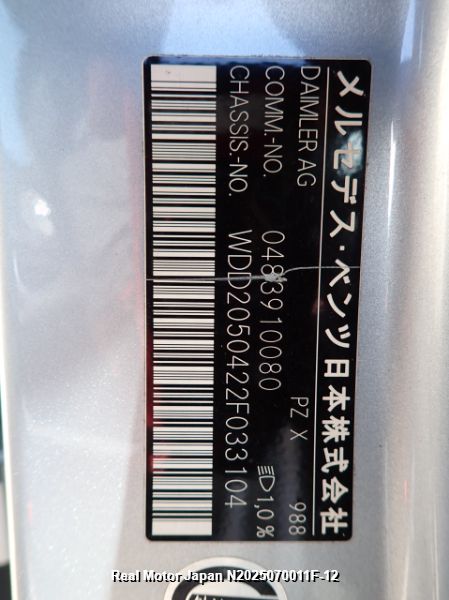 メルセデス・ベンツ日本株式会社
DAIMLER AG PZ X 988
COMM.-NO. 0483910080 1,0%
CHASSIS.-NO. WDD2050422F033104
Real Motor Japan N2025070011F-12